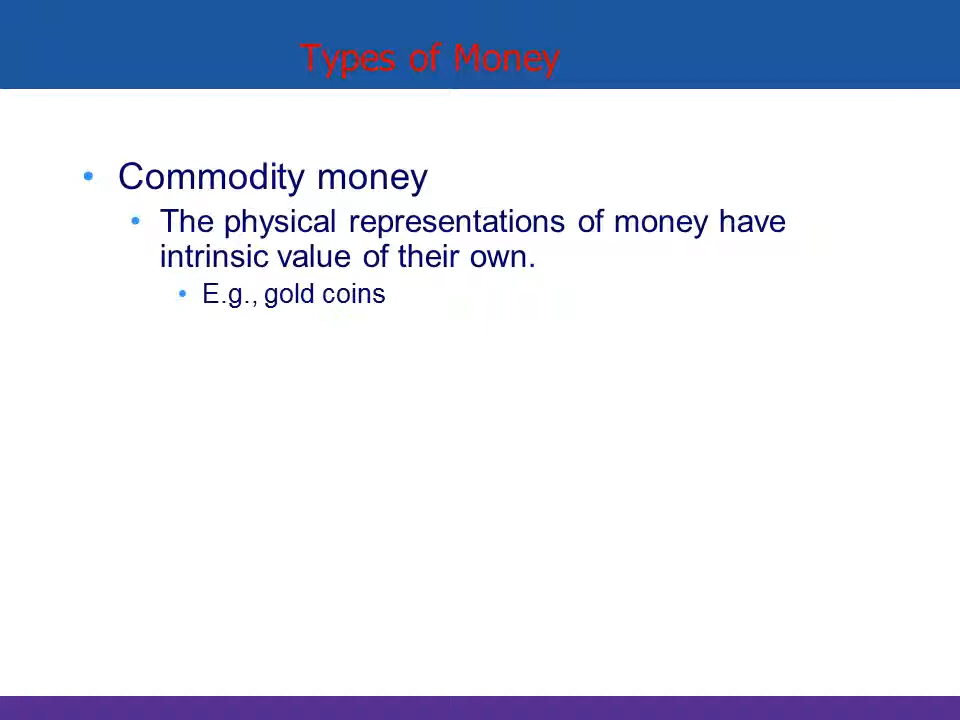 Types of Money
• Commodity money
• The physical representations of money have
intrinsic value of their own.
• E.g., gold coins